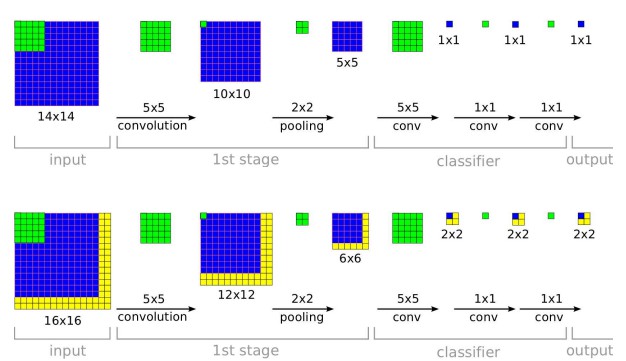 1x1 1x1 1x1
5x5
10x10
14x14
5x5 2x2 5x5 1x1 1x1
convolution pooling conv conv conv
input 1st stage classifier output
2x2 2x2 2x2
6x6
12x12
16x16
5x5 2x2 5x5 1x1 1x1
convolution pooling conv conv conv
input 1st stage classifier output